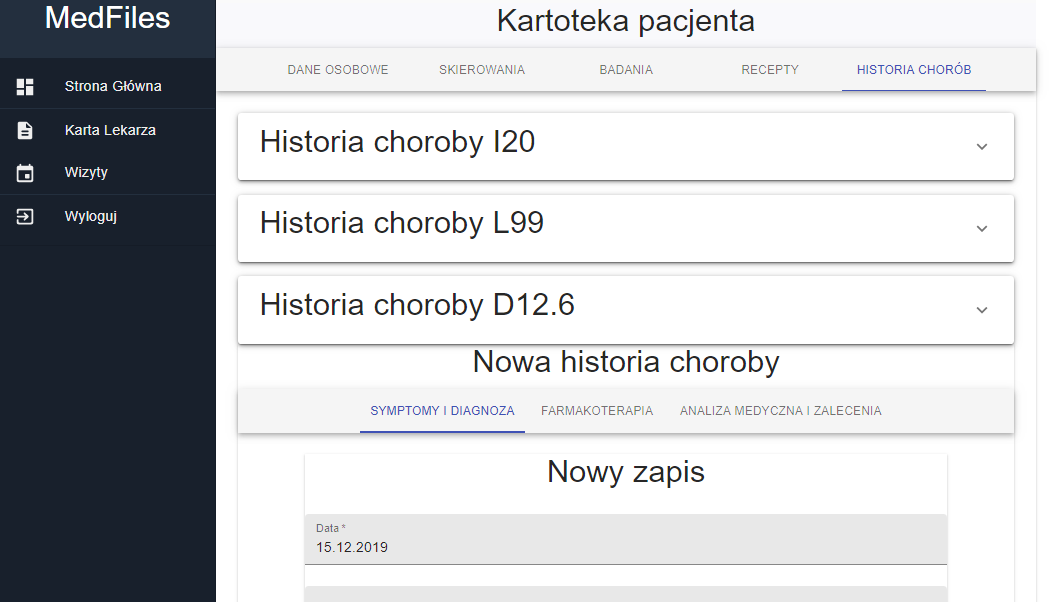 MedFiles
Strona Główna
Karta Lekarza
Wizyty
Wyloguj
Kartoteka pacjenta
DANE OSOBOWE SKIEROWANIA BADANIA RECEPTY HISTORIA CHORÓB
Historia choroby I20
Historia choroby L99
Historia choroby D12.6
Nowa historia choroby
SYMPTOMY I DIAGNOZA FARMAKOTERAPIA ANALIZA MEDYCZNA I ZALECENIA
Nowy zapis
Data *
15.12.2019